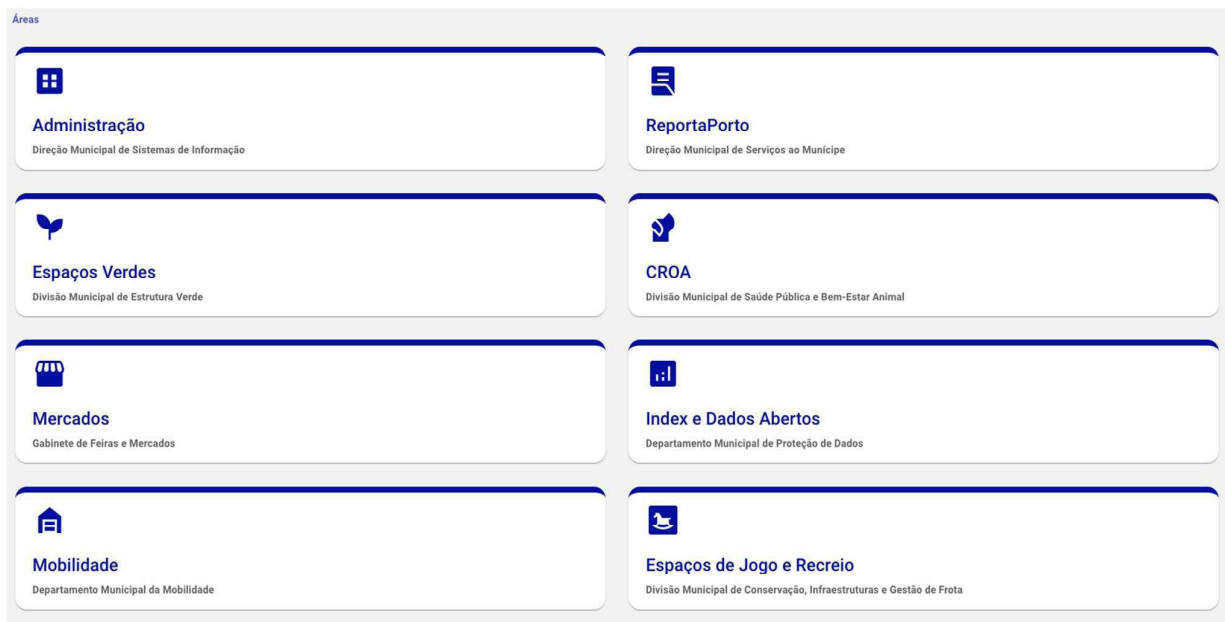 Áreas
Administração
Direção Municipal de Sistemas de Informação
ReportaPorto
Direção Municipal de Serviços ao Munícipe
Espaços Verdes
Divisão Municipal de Estrutura Verde
CROA
Divisão Municipal de Saúde Pública e Bem-Estar Animal
Mercados
Gabinete de Feiras e Mercados
Index e Dados Abertos
Departamento Municipal de Proteção de Dados
Mobilidade
Departamento Municipal da Mobilidade
Espaços de Jogo e Recreio
Divisão Municipal de Conservação, Infraestruturas e Gestão de Frota